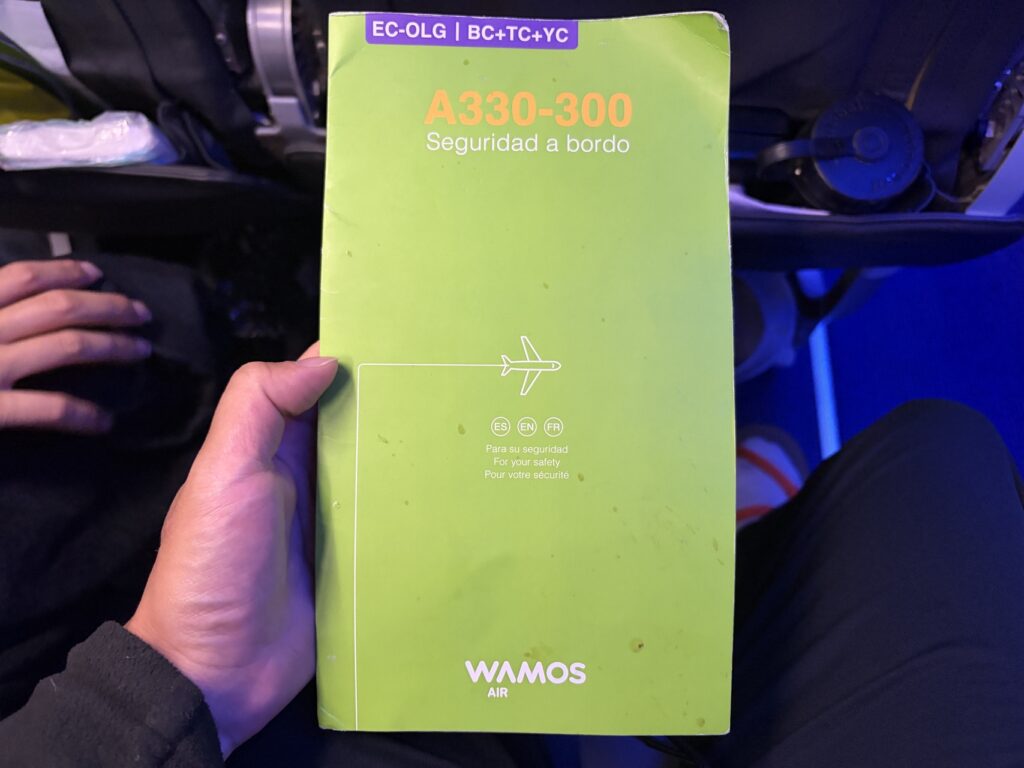 EC-OLG | BC+TC+YC
A330-300
Seguridad a bordo
ES EN FR
Para su seguridad
For your safety
Pour votre sécurité
WAMOS
AIR